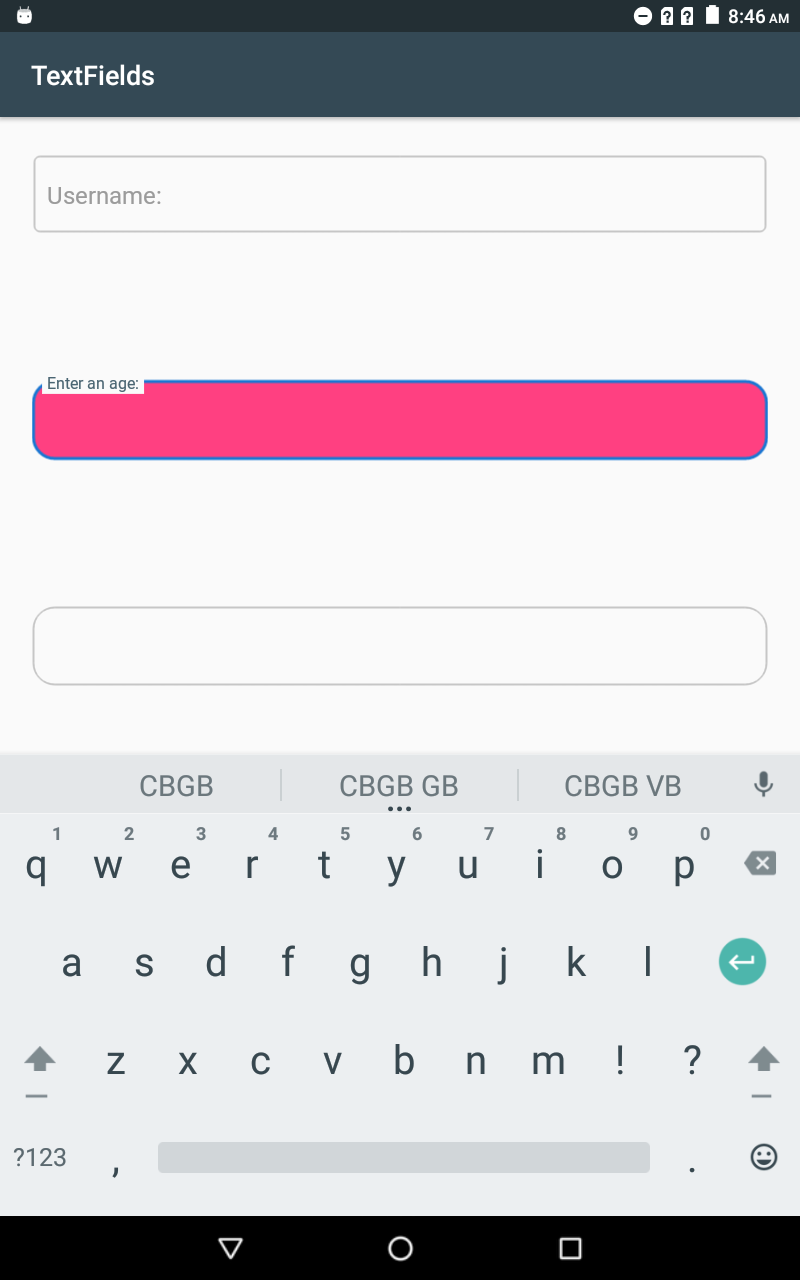 8:46 AM
TextFields
Username:
Enter an age:
CBGB CBGB GB CBGB VB
1 2 3 4 5 6 7 8 9 0
q w e r t y u i o p
a s d f g h j k l
z x c v b n m ! ?
?123 , .